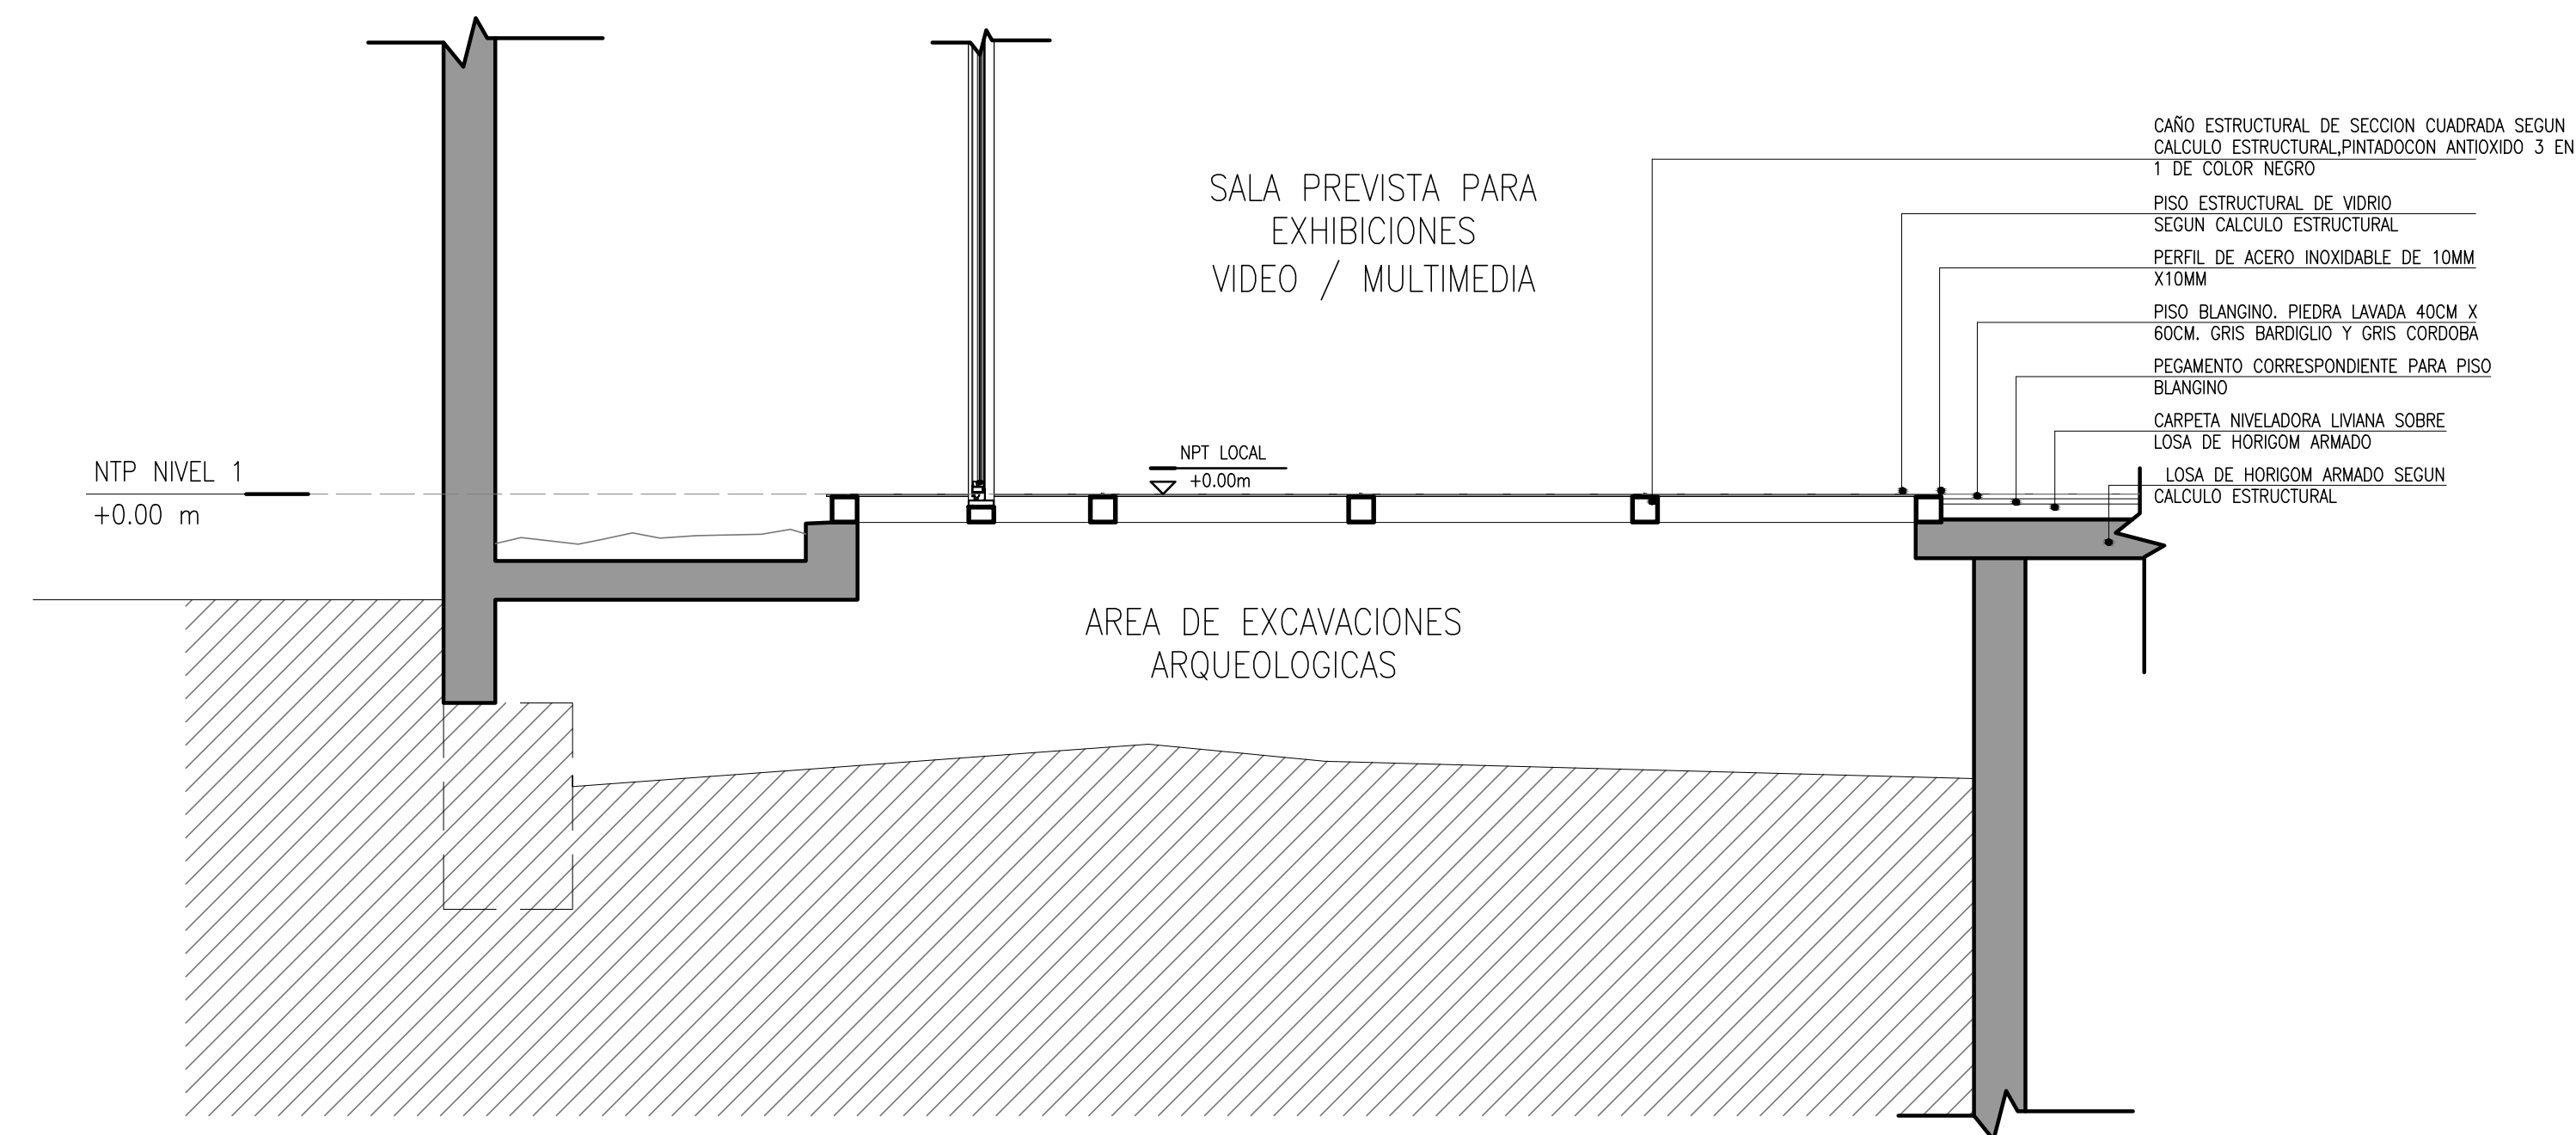 CAÑO ESTRUCTURAL DE SECCION CUADRADA SEGUN
CALCULO ESTRUCTURAL,PINTADOCON ANTIOXIDO 3 EN
1 DE COLOR NEGRO
PISO ESTRUCTURAL DE VIDRIO
SEGUN CALCULO ESTRUCTURAL
PERFIL DE ACERO INOXIDABLE DE 10MM
X10MM
PISO BLANGINO. PIEDRA LAVADA 40CM X
60CM. GRIS BARDIGLIO Y GRIS CORDOBA
PEGAMENTO CORRESPONDIENTE PARA PISO
BLANGINO
CARPETA NIVELADORA LIVIANA SOBRE
LOSA DE HORIGOM ARMADO
LOSA DE HORIGOM ARMADO SEGUN
CALCULO ESTRUCTURAL
SALA PREVISTA PARA
EXHIBICIONES
VIDEO / MULTIMEDIA
NPT LOCAL
+0.00m
NTP NIVEL 1
+0.00 m
AREA DE EXCAVACIONES
ARQUEOLOGICAS